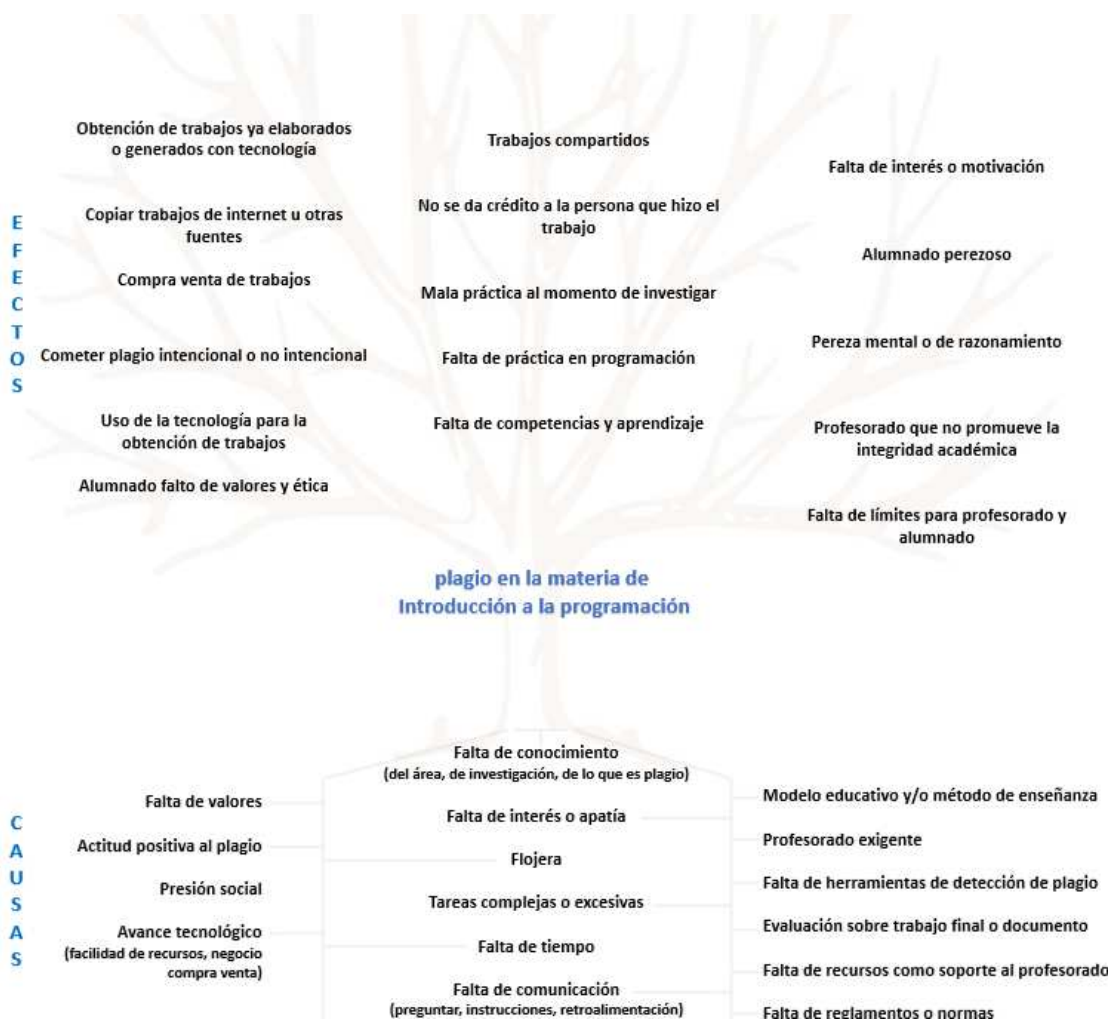 EFECTOS
Obtención de trabajos ya elaborados
o generados con tecnología
Copiar trabajos de internet u otras
fuentes
Compra venta de trabajos
Cometer plagio intencional o no intencional
Uso de la tecnología para la
obtención de trabajos
Alumnado falto de valores y ética
Trabajos compartidos
No se da crédito a la persona que hizo el
trabajo
Mala práctica al momento de investigar
Falta de práctica en programación
Falta de competencias y aprendizaje
Falta de interés o motivación
Alumnado perezoso
Pereza mental o de razonamiento
Profesorado que no promueve la
integridad académica
Falta de límites para profesorado y
alumnado
plagio en la materia de
Introducción a la programación
CAUSAS
Falta de valores
Actitud positiva al plagio
Presión social
Avance tecnológico
(facilidad de recursos, negocio
compra venta)
Falta de conocimiento
(del área, de investigación, de lo que es plagio)
Falta de interés o apatía
Flojera
Tareas complejas o excesivas
Falta de tiempo
Falta de comunicación
(preguntar, instrucciones, retroalimentación)
Modelo educativo y/o método de enseñanza
Profesorado exigente
Falta de herramientas de detección de plagio
Evaluación sobre trabajo final o documento
Falta de recursos como soporte al profesorado
Falta de reglamentos o normas